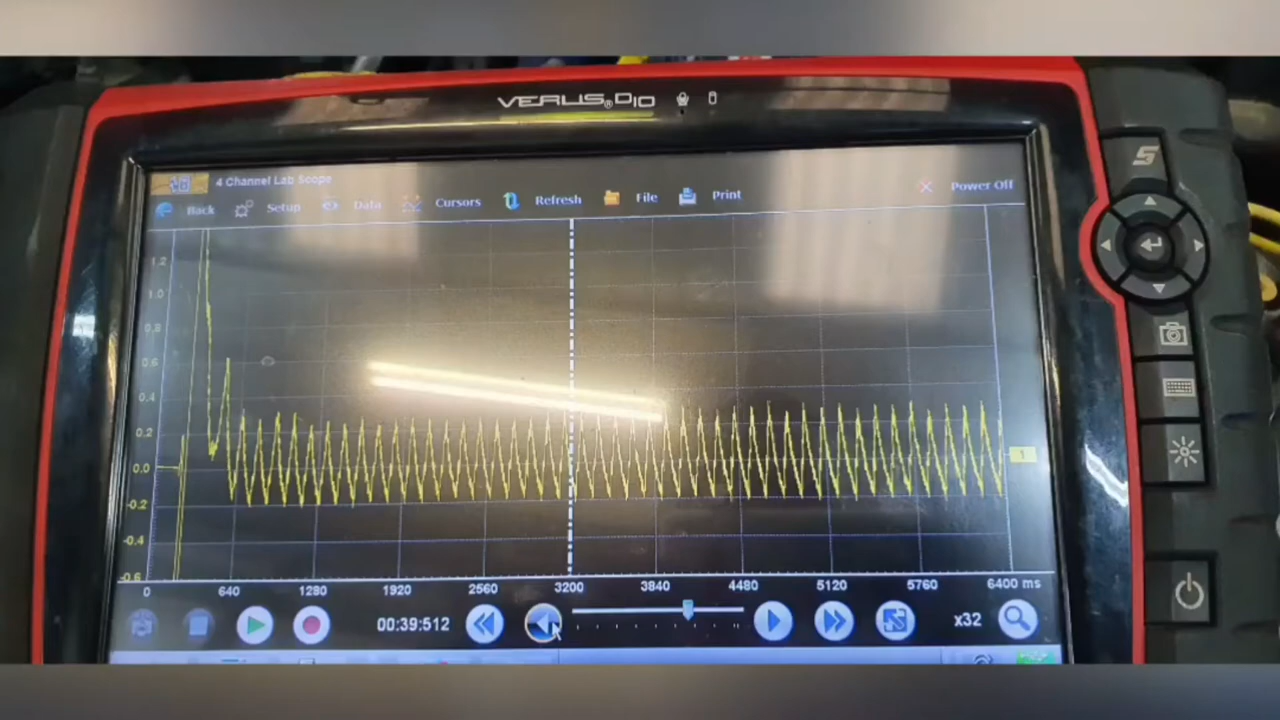 VERUS® PRO
S
4 Channel Lab Scope
Back Setup Data Cursors Refresh File Print Power Off
1.2
1.0
0.8
0.6
0.4
0.2
0.0
-0.2
-0.4
-0.6
1
0 640 1280 1920 2560 3200 3840 4480 5120 5760 6400 ms
00:39:512 x32